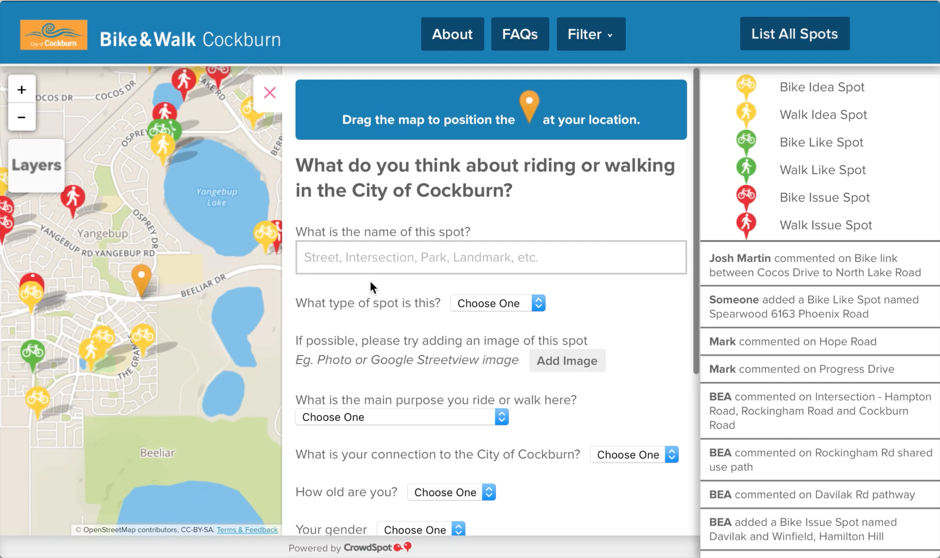 City of Cockburn
Bike&Walk Cockburn
About
FAQs
Filter
List All Spots
+
−
Layers
COCOS DR
COCOS DR
OSPREY DR
Yangebup Lake
OSPREY DR
Yangebup
YANGEBUP RD
YANGEBUP RD
BEELIAR DR
THE GRA
Beeliar
© OpenStreetMap contributors, CC-BY-SA. Terms & Feedback
Drag the map to position the at your location.
What do you think about riding or walking
in the City of Cockburn?
What is the name of this spot?
Street, Intersection, Park, Landmark, etc.
What type of spot is this? Choose One
If possible, please try adding an image of this spot
Eg. Photo or Google Streetview image Add Image
What is the main purpose you ride or walk here?
Choose One
What is your connection to the City of Cockburn? Choose One
How old are you? Choose One
Your gender Choose One
Powered by CrowdSpot
Bike Idea Spot
Walk Idea Spot
Bike Like Spot
Walk Like Spot
Bike Issue Spot
Walk Issue Spot
Josh Martin commented on Bike link
between Cocos Drive to North Lake Road
Someone added a Bike Like Spot named
Spearwood 6163 Phoenix Road
Mark commented on Hope Road
Mark commented on Progress Drive
BEA commented on Intersection - Hampton
Road, Rockingham Road and Cockburn
Road
BEA commented on Rockingham Rd shared
use path
BEA commented on Davilak Rd pathway
BEA added a Bike Issue Spot named
Davilak and Winfield, Hamilton Hill